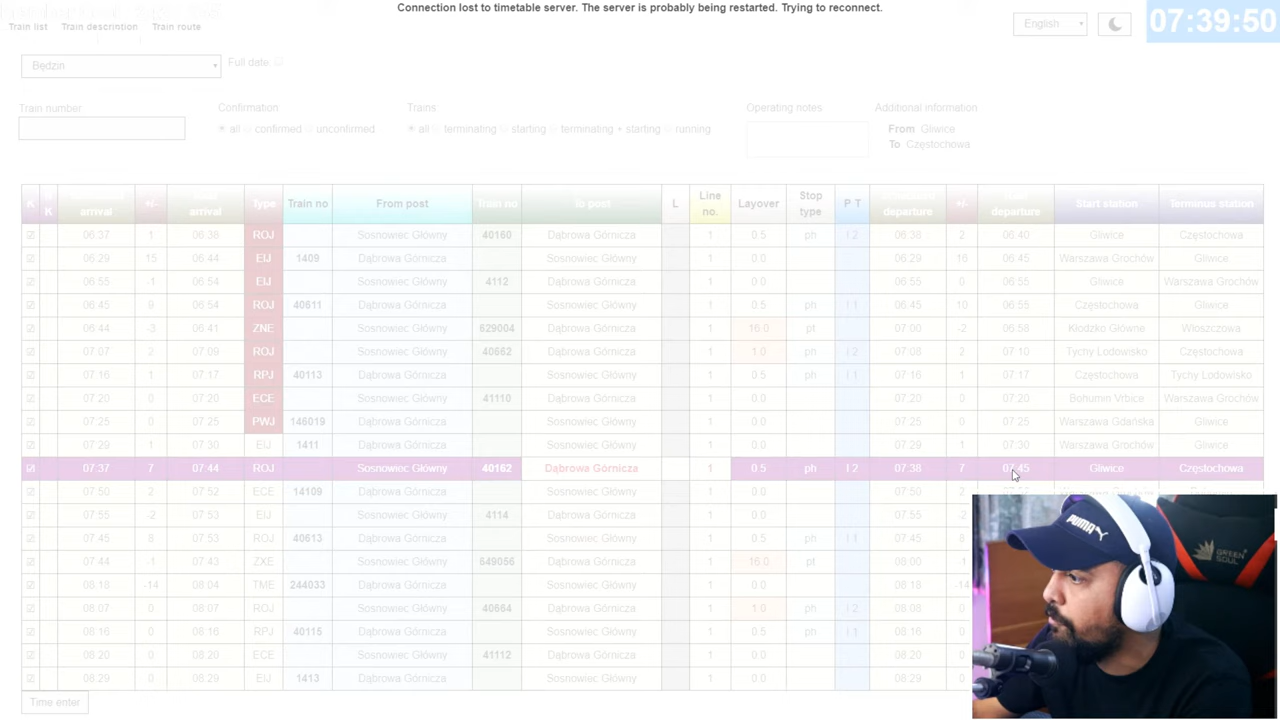 Connection lost to timetable server. The server is probably being restarted. Trying to reconnect.
Train list Train description Train route
English
07:39:50
Będzin Full date:
Train number Confirmation: Trains: Operating notes: Additional information
all confirmed unconfirmed all terminating starting terminating + starting running
From Gliwice
To Częstochowa
K K arrival +/- arrival Type Train no From post Train no To post L Line no. Layover Stop type P T departure +/- departure Start station Terminus station
06:37 1 06:38 ROJ Sosnowiec Główny 40160 Dąbrowa Górnicza 1 0.5 ph I 2 06:38 2 06:40 Gliwice Częstochowa
06:29 15 06:44 EIJ 1409 Dąbrowa Górnicza Sosnowiec Główny 1 0.0 06:29 16 06:45 Warszawa Grochów Gliwice
06:55 -1 06:54 EIJ Sosnowiec Główny 4112 Dąbrowa Górnicza 1 0.0 06:55 0 06:55 Gliwice Warszawa Grochów
06:45 9 06:54 ROJ 40611 Dąbrowa Górnicza Sosnowiec Główny 1 0.5 ph I 1 06:45 10 06:55 Częstochowa Gliwice
06:44 -3 06:41 ZNE Sosnowiec Główny 629004 Dąbrowa Górnicza 1 16.0 pt 07:00 -2 06:58 Kłodzko Główne Włoszczowa
07:07 2 07:09 ROJ Sosnowiec Główny 40662 Dąbrowa Górnicza 1 1.0 ph I 2 07:08 2 07:10 Tychy Lodowisko Częstochowa
07:16 1 07:17 RPJ 40113 Dąbrowa Górnicza Sosnowiec Główny 1 0.5 ph I 1 07:16 1 07:17 Częstochowa Tychy Lodowisko
07:20 0 07:20 ECE Sosnowiec Główny 41110 Dąbrowa Górnicza 1 0.0 07:20 0 07:20 Bohumin Vrbice Warszawa Grochów
07:25 0 07:25 PWJ 146019 Dąbrowa Górnicza Sosnowiec Główny 1 0.0 07:25 0 07:25 Warszawa Gdańska Gliwice
07:29 1 07:30 EIJ 1411 Dąbrowa Górnicza Sosnowiec Główny 1 0.0 07:29 1 07:30 Warszawa Grochów Gliwice
07:37 7 07:44 ROJ Sosnowiec Główny 40162 Dąbrowa Górnicza 1 0.5 ph I 2 07:38 7 07:45 Gliwice Częstochowa
07:50 2 07:52 ECE 14109 Dąbrowa Górnicza Sosnowiec Główny 1 0.0 07:50 2
07:55 -2 07:53 EIJ Sosnowiec Główny 4114 Dąbrowa Górnicza 1 0.0 07:55 -2
07:45 8 07:53 ROJ 40613 Dąbrowa Górnicza Sosnowiec Główny 1 0.5 ph I 1 07:45 8
07:44 -1 07:43 ZXE Sosnowiec Główny 649056 Dąbrowa Górnicza 1 16.0 pt 08:00 -1
08:18 -14 08:04 TME 244033 Dąbrowa Górnicza Sosnowiec Główny 1 0.0 08:18 -14
08:07 0 08:07 ROJ Sosnowiec Główny 40664 Dąbrowa Górnicza 1 1.0 ph I 2 08:08 0
08:16 0 08:16 RPJ 40115 Dąbrowa Górnicza Sosnowiec Główny 1 0.5 ph I 1 08:16 0
08:20 0 08:20 ECE Sosnowiec Główny 41112 Dąbrowa Górnicza 1 0.0 08:20 0
08:29 0 08:29 EIJ 1413 Dąbrowa Górnicza Sosnowiec Główny 1 0.0 08:29 0
Time enter
PUMA
GREEN SOUL